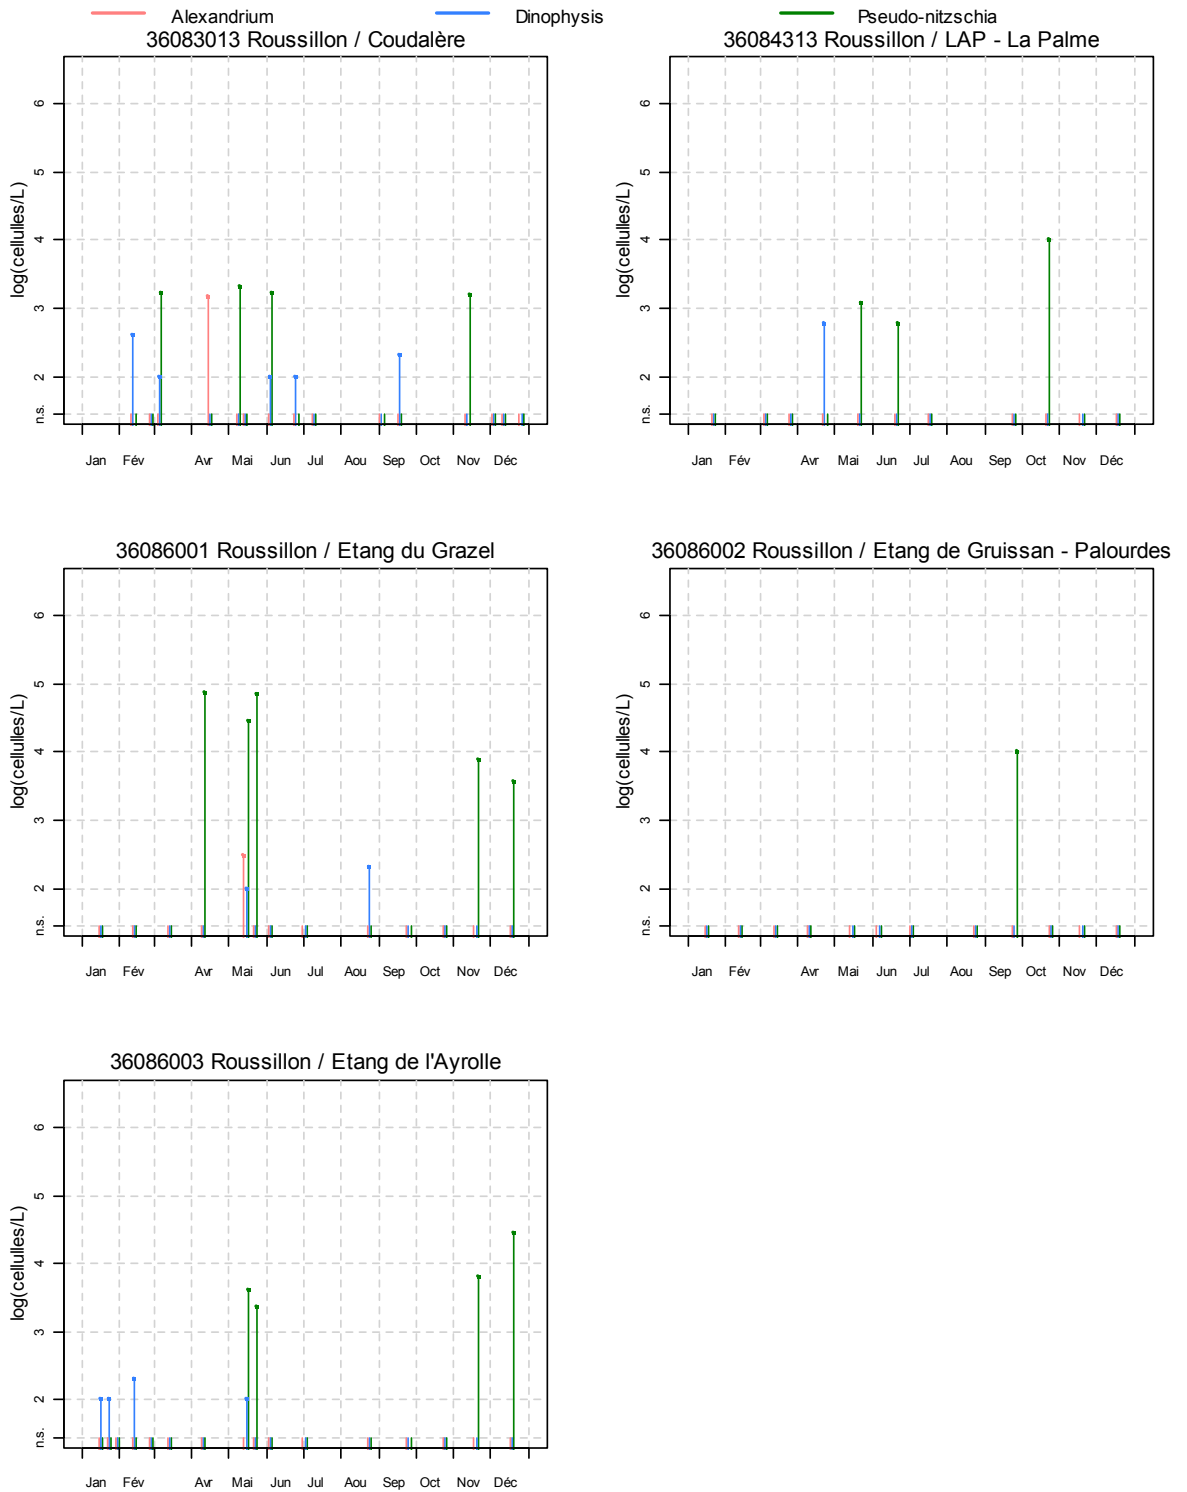 Alexandrium Dinophysis Pseudo-nitzschia
36083013 Roussillon / Coudalère
log(cellulles/L)
6
5
4
3
2
n.s.
Jan Fév Avr Mai Jun Jul Aou Sep Oct Nov Déc
36084313 Roussillon / LAP - La Palme
log(cellulles/L)
6
5
4
3
2
n.s.
Jan Fév Avr Mai Jun Jul Aou Sep Oct Nov Déc
36086001 Roussillon / Etang du Grazel
log(cellulles/L)
6
5
4
3
2
n.s.
Jan Fév Avr Mai Jun Jul Aou Sep Oct Nov Déc
36086002 Roussillon / Etang de Gruissan - Palourdes
log(cellulles/L)
6
5
4
3
2
n.s.
Jan Fév Avr Mai Jun Jul Aou Sep Oct Nov Déc
36086003 Roussillon / Etang de l'Ayrolle
log(cellulles/L)
6
5
4
3
2
n.s.
Jan Fév Avr Mai Jun Jul Aou Sep Oct Nov Déc